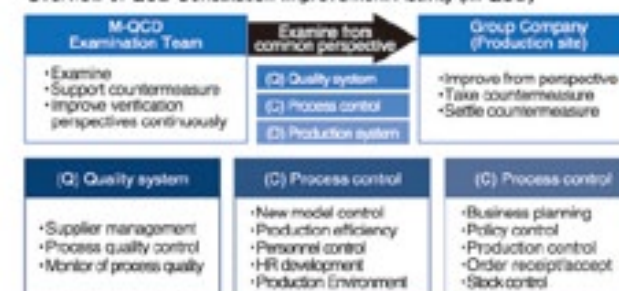 M-QCD
Examination Team
Examine from
common perspective
Group Company
(Production site)
•Examine
•Support countermeasure
•Improve verification
perspectives continuously
(Q) Quality system
(C) Process control
(D) Production system
•Improve from perspective
•Take countermeasure
•Settle countermeasure
(Q) Quality system
•Supplier management
•Process quality control
•Monitor of process quality
(C) Process control
•New model control
•Production efficiency
•Personnel control
•HR development
•Production Environment
(C) Process control
•Business planning
•Policy control
•Production control
•Order receipt/accept
•Stock control